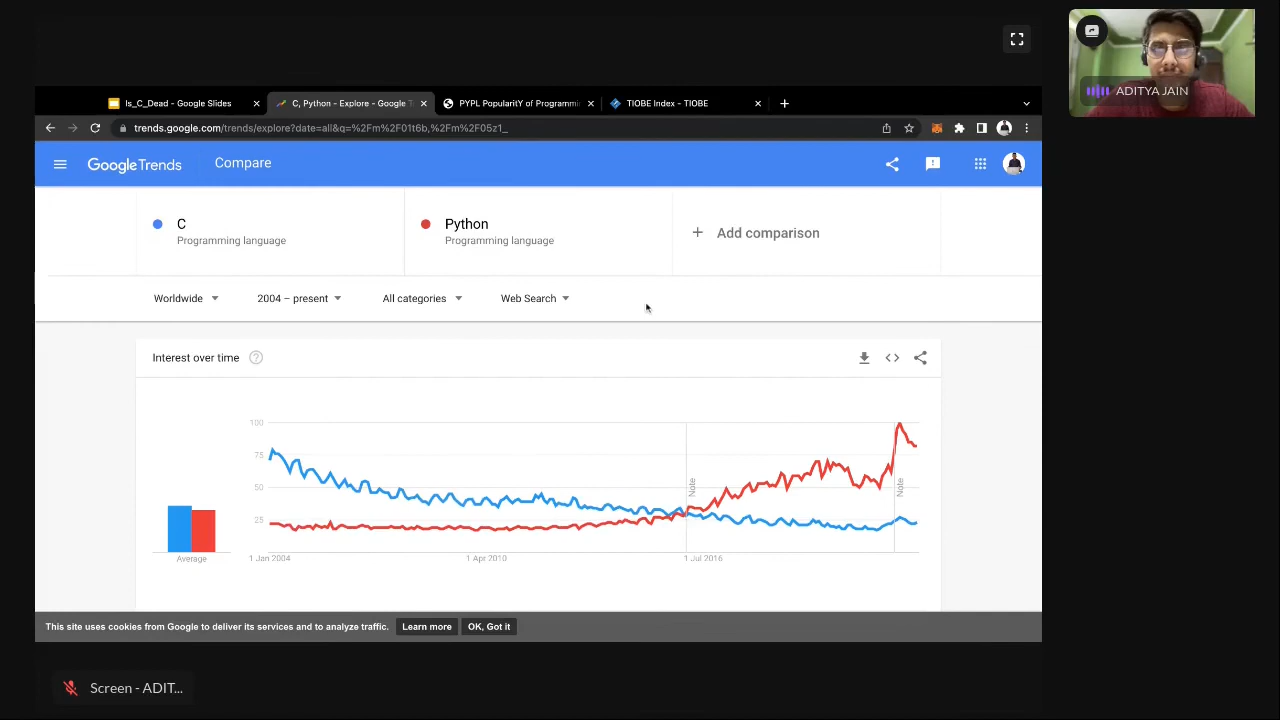 Is_C_Dead - Google Slides
C, Python - Explore - Google T
PYPL PopularitY of Programmin
TIOBE Index - TIOBE
ADITYA JAIN
trends.google.com/trends/explore?date=all&q=%2Fm%2F01t6b,%2Fm%2F05z1_
GoogleTrends
Compare
C
Programming language
Python
Programming language
+ Add comparison
Worldwide
2004 – present
All categories
Web Search
Interest over time
100
75
50
25
Note
Note
Average
1 Jan 2004
1 Apr 2010
1 Jul 2016
This site uses cookies from Google to deliver its services and to analyze traffic.
Learn more
OK, Got it
Screen - ADIT...